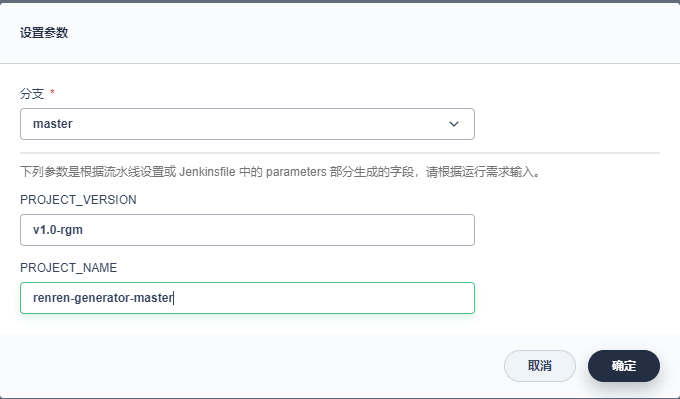 设置参数
分支 *
master
下列参数是根据流水线设置或 Jenkinsfile 中的 parameters 部分生成的字段，请根据运行需求输入。
PROJECT_VERSION
v1.0-rgm
PROJECT_NAME
renren-generator-master
取消 确定